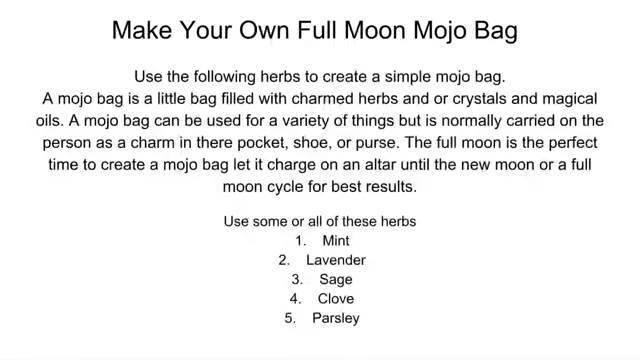 Make Your Own Full Moon Mojo Bag
Use the following herbs to create a simple mojo bag.
A mojo bag is a little bag filled with charmed herbs and or crystals and magical
oils. A mojo bag can be used for a variety of things but is normally carried on the
person as a charm in there pocket, shoe, or purse. The full moon is the perfect
time to create a mojo bag let it charge on an altar until the new moon or a full
moon cycle for best results.
Use some or all of these herbs
1. Mint
2. Lavender
3. Sage
4. Clove
5. Parsley